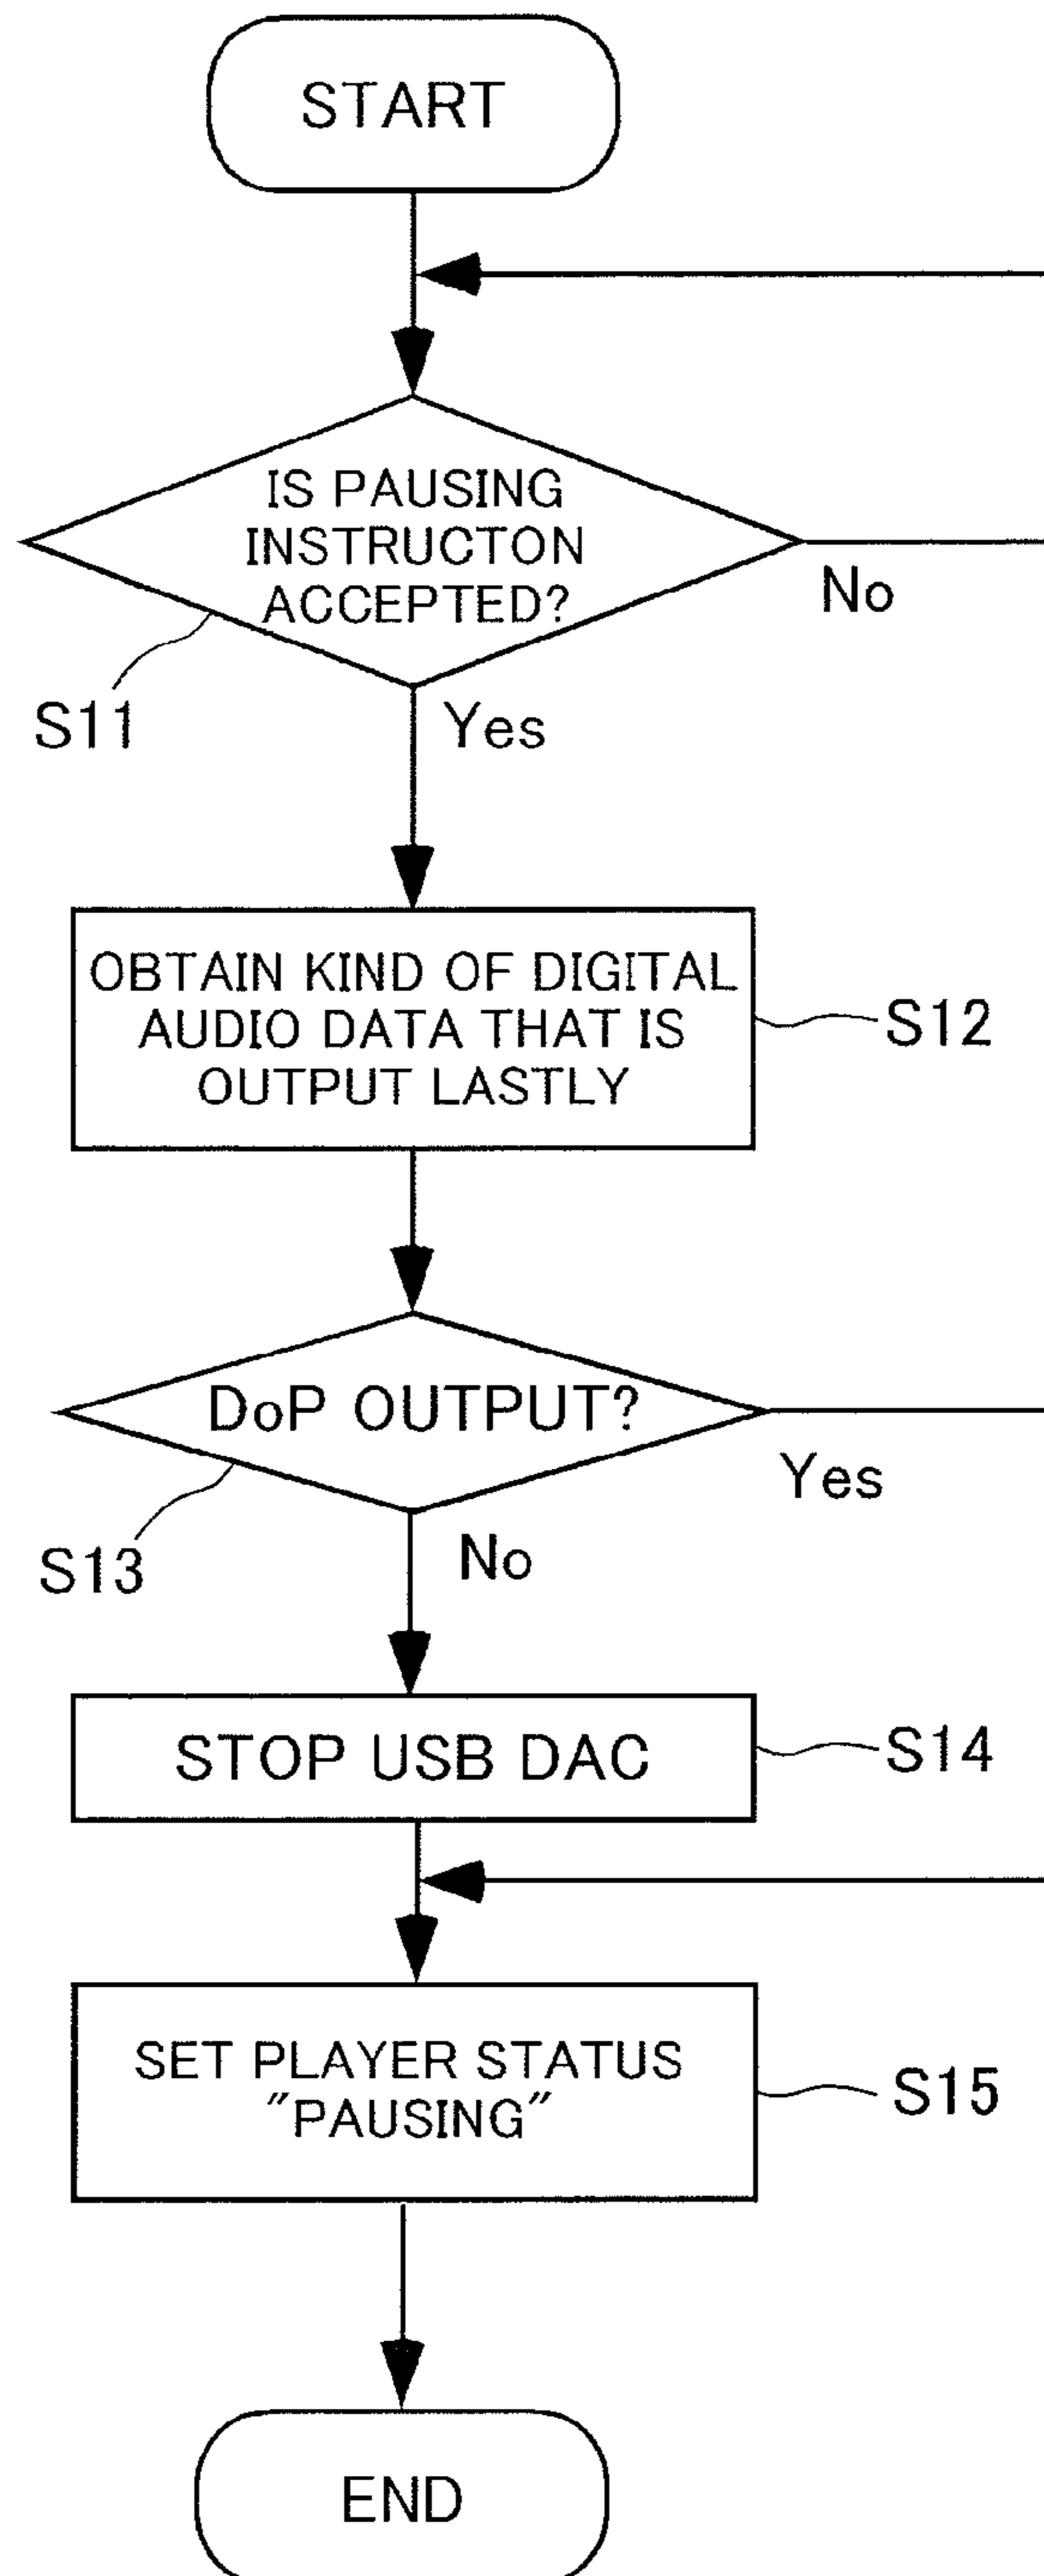 START
IS PAUSING
INSTRUCTON
ACCEPTED?
No
S11
Yes
OBTAIN KIND OF DIGITAL
AUDIO DATA THAT IS
OUTPUT LASTLY
S12
DoP OUTPUT?
Yes
S13
No
STOP USB DAC
S14
SET PLAYER STATUS
"PAUSING"
S15
END